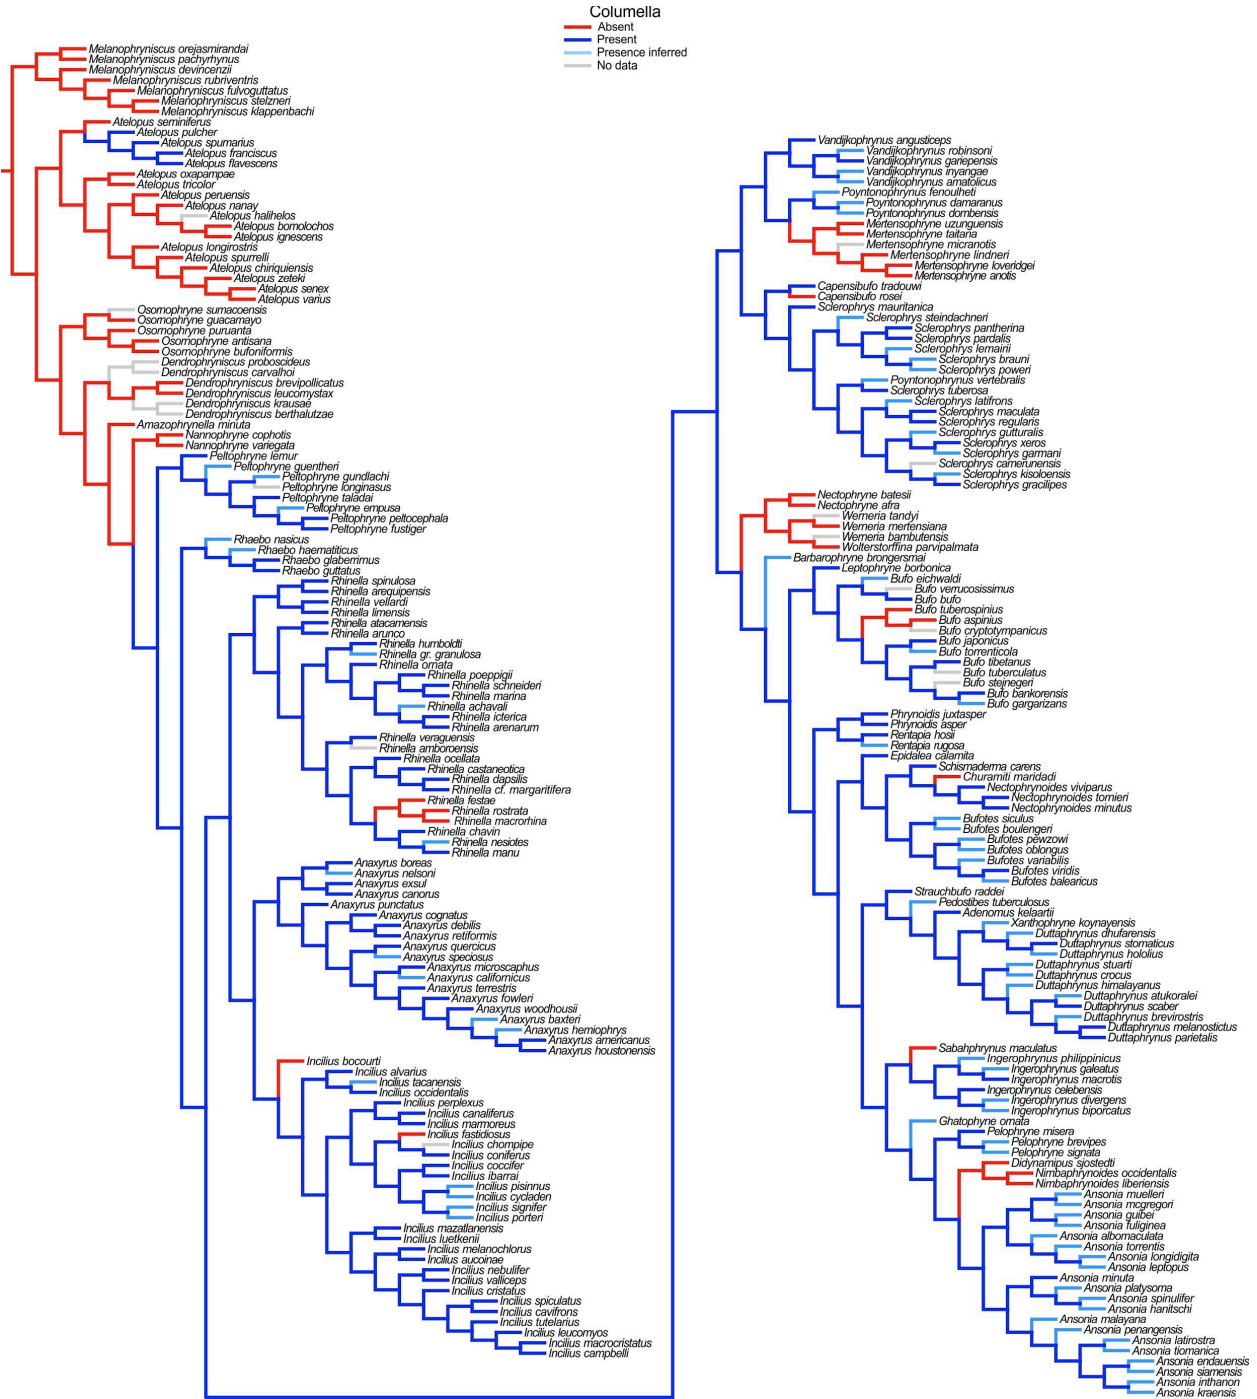 Columella
Absent
Present
Presence inferred
No data
Melanophryniscus orejasmirandai
Melanophryniscus pachyrhynus
Melanophryniscus devincenzii
Melanophryniscus rubriventris
Melanophryniscus fulvoguttatus
Melanophryniscus stelzneri
Melanophryniscus klappenbachi
Atelopus seminiferus
Atelopus pulcher
Atelopus spumarius
Atelopus franciscus
Atelopus flavescens
Atelopus oxapampae
Atelopus tricolor
Atelopus peruensis
Atelopus nanay
Atelopus halihelos
Atelopus bomolochos
Atelopus ignescens
Atelopus longirostris
Atelopus spurrelli
Atelopus chiriquiensis
Atelopus zeteki
Atelopus senex
Atelopus varius
Osornophryne sumacoensis
Osornophryne guacamayo
Osornophryne puruanta
Osornophryne antisana
Osornophryne bufoniformis
Dendrophryniscus proboscideus
Dendrophryniscus carvalhoi
Dendrophryniscus brevipollicatus
Dendrophryniscus leucomystax
Dendrophryniscus krausae
Dendrophryniscus berthalutzae
Amazophrynella minuta
Nannophryne cophotis
Nannophryne variegata
Peltophryne lemur
Peltophryne guentheri
Peltophryne gundlachi
Peltophryne longinasus
Peltophryne taladai
Peltophryne empusa
Peltophryne peltocephala
Peltophryne fustiger
Rhaebo nasicus
Rhaebo haematiticus
Rhaebo glaberrimus
Rhaebo guttatus
Rhinella spinulosa
Rhinella arequipensis
Rhinella vellardi
Rhinella limensis
Rhinella atacamensis
Rhinella arunco
Rhinella humboldti
Rhinella gr. granulosa
Rhinella ornata
Rhinella poeppigii
Rhinella schneideri
Rhinella marina
Rhinella achavali
Rhinella icterica
Rhinella arenarum
Rhinella veraguensis
Rhinella amboroensis
Rhinella ocellata
Rhinella castaneotica
Rhinella dapsilis
Rhinella cf. margaritifera
Rhinella festae
Rhinella rostrata
Rhinella macrorhina
Rhinella chavin
Rhinella nesiotes
Rhinella manu
Anaxyrus boreas
Anaxyrus nelsoni
Anaxyrus exsul
Anaxyrus canorus
Anaxyrus punctatus
Anaxyrus cognatus
Anaxyrus debilis
Anaxyrus retiformis
Anaxyrus quercicus
Anaxyrus speciosus
Anaxyrus microscaphus
Anaxyrus californicus
Anaxyrus terrestris
Anaxyrus fowleri
Anaxyrus woodhousii
Anaxyrus baxteri
Anaxyrus hemiophrys
Anaxyrus americanus
Anaxyrus houstonensis
Incilius bocourti
Incilius alvarius
Incilius tacanensis
Incilius occidentalis
Incilius perplexus
Incilius canaliferus
Incilius marmoreus
Incilius fastidiosus
Incilius chompipe
Incilius coniferus
Incilius coccifer
Incilius ibarrai
Incilius pisinnus
Incilius cycladen
Incilius signifer
Incilius porteri
Incilius mazatlanensis
Incilius luetkenii
Incilius melanochlorus
Incilius aucoinae
Incilius nebulifer
Incilius valliceps
Incilius cristatus
Incilius spiculatus
Incilius cavifrons
Incilius tutelarius
Incilius leucomyos
Incilius macrocristatus
Incilius campbelli
Vandijkophrynus angusticeps
Vandijkophrynus robinsoni
Vandijkophrynus gariepensis
Vandijkophrynus inyangae
Vandijkophrynus amatolicus
Poyntonophrynus fenoulheti
Poyntonophrynus damaranus
Poyntonophrynus dombensis
Mertensophryne uzunguensis
Mertensophryne taitana
Mertensophryne micranotis
Mertensophryne lindneri
Mertensophryne loveridgei
Mertensophryne anotis
Capensibufo tradouwi
Capensibufo rosei
Sclerophrys mauritanica
Sclerophrys steindachneri
Sclerophrys pantherina
Sclerophrys pardalis
Sclerophrys lemairii
Sclerophrys brauni
Sclerophrys poweri
Poyntonophrynus vertebralis
Sclerophrys tuberosa
Sclerophrys latifrons
Sclerophrys maculata
Sclerophrys regularis
Sclerophrys gutturalis
Sclerophrys xeros
Sclerophrys garmani
Sclerophrys camerunensis
Sclerophrys kisoloensis
Sclerophrys gracilipes
Nectophryne batesii
Nectophryne afra
Werneria tandyi
Werneria mertensiana
Werneria bambutensis
Wolterstorffina parvipalmata
Barbarophryne brongersmai
Leptophryne borbonica
Bufo eichwaldi
Bufo verrucosissimus
Bufo bufo
Bufo tuberospinius
Bufo aspinius
Bufo cryptotympanicus
Bufo japonicus
Bufo torrenticola
Bufo tibetanus
Bufo tuberculatus
Bufo stejnegeri
Bufo bankorensis
Bufo gargarizans
Phrynoidis juxtasper
Phrynoidis asper
Rentapia hosii
Rentapia rugosa
Epidalea calamita
Schismaderma carens
Churamiti maridadi
Nectophrynoides viviparus
Nectophrynoides tornieri
Nectophrynoides minutus
Bufotes siculus
Bufotes boulengeri
Bufotes pewzowi
Bufotes oblongus
Bufotes variabilis
Bufotes viridis
Bufotes balearicus
Strauchbufo raddei
Pedostibes tuberculosus
Adenomus kelaartii
Xanthophryne koynayensis
Duttaphrynus dhufarensis
Duttaphrynus stomaticus
Duttaphrynus hololius
Duttaphrynus stuarti
Duttaphrynus crocus
Duttaphrynus himalayanus
Duttaphrynus atukoralei
Duttaphrynus scaber
Duttaphrynus brevirostris
Duttaphrynus melanostictus
Duttaphrynus parietalis
Sabahphrynus maculatus
Ingerophrynus philippinicus
Ingerophrynus galeatus
Ingerophrynus macrotis
Ingerophrynus celebensis
Ingerophrynus divergens
Ingerophrynus biporcatus
Ghatophyne ornata
Pelophryne misera
Pelophryne brevipes
Pelophryne signata
Didynamipus sjostedti
Nimbaphrynoides occidentalis
Nimbaphrynoides liberiensis
Ansonia muelleri
Ansonia mcgregori
Ansonia guibei
Ansonia fuliginea
Ansonia albomaculata
Ansonia torrentis
Ansonia longidigita
Ansonia leptopus
Ansonia minuta
Ansonia platysoma
Ansonia spinulifer
Ansonia hanitschi
Ansonia malayana
Ansonia penangensis
Ansonia latirostra
Ansonia tiomanica
Ansonia endauensis
Ansonia siamensis
Ansonia inthanon
Ansonia kraensis